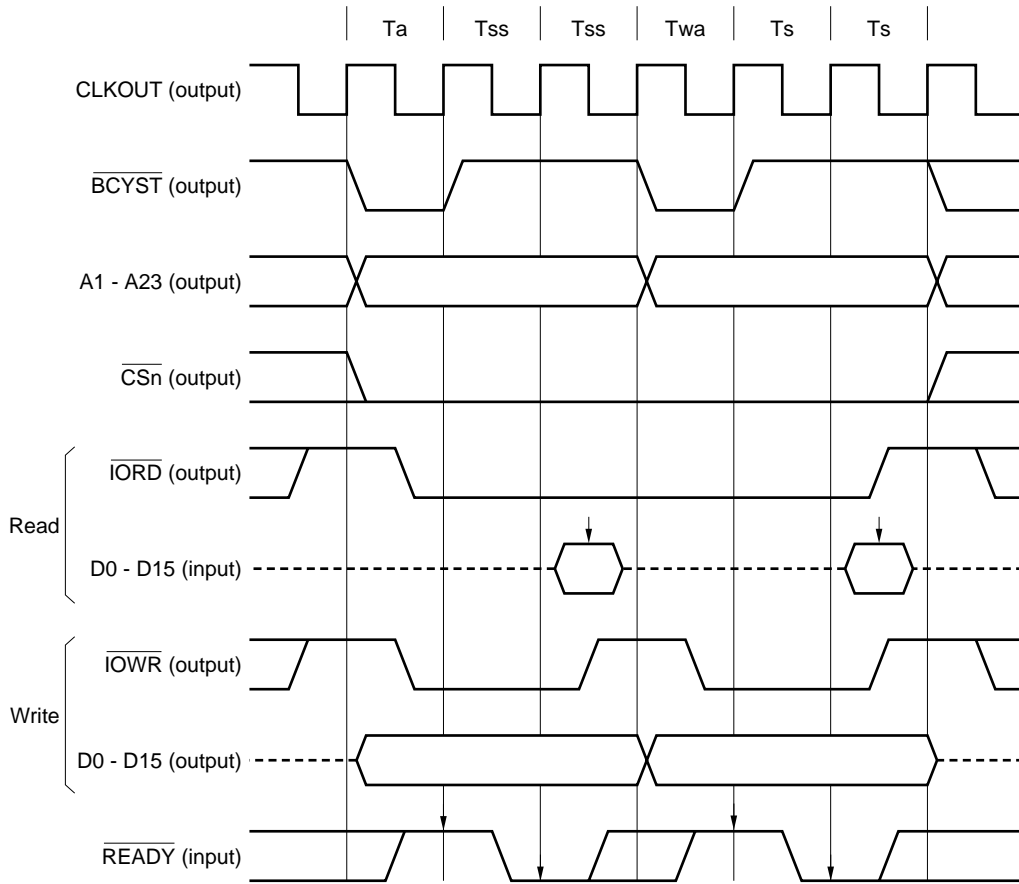 Ta Tss Tss Twa Ts Ts
CLKOUT (output)
BCYST (output)
A1 - A23 (output)
CSn (output)
IORD (output)
Read
D0 - D15 (input)
IOWR (output)
Write
D0 - D15 (output)
READY (input)